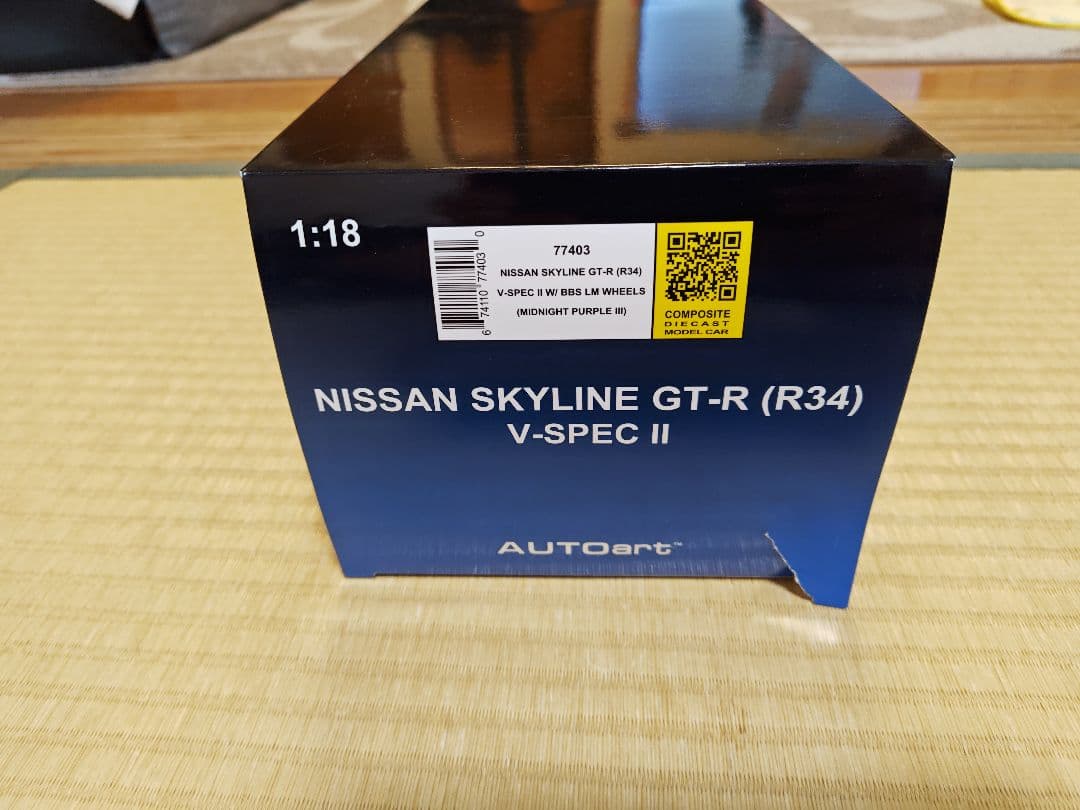 1:18
6 74110 77403 0
77403
NISSAN SKYLINE GT-R (R34)
V-SPEC II W/ BBS LM WHEELS
(MIDNIGHT PURPLE III)
COMPOSITE
DIECAST
MODEL CAR
NISSAN SKYLINE GT-R (R34)
V-SPEC II
AUTOart™